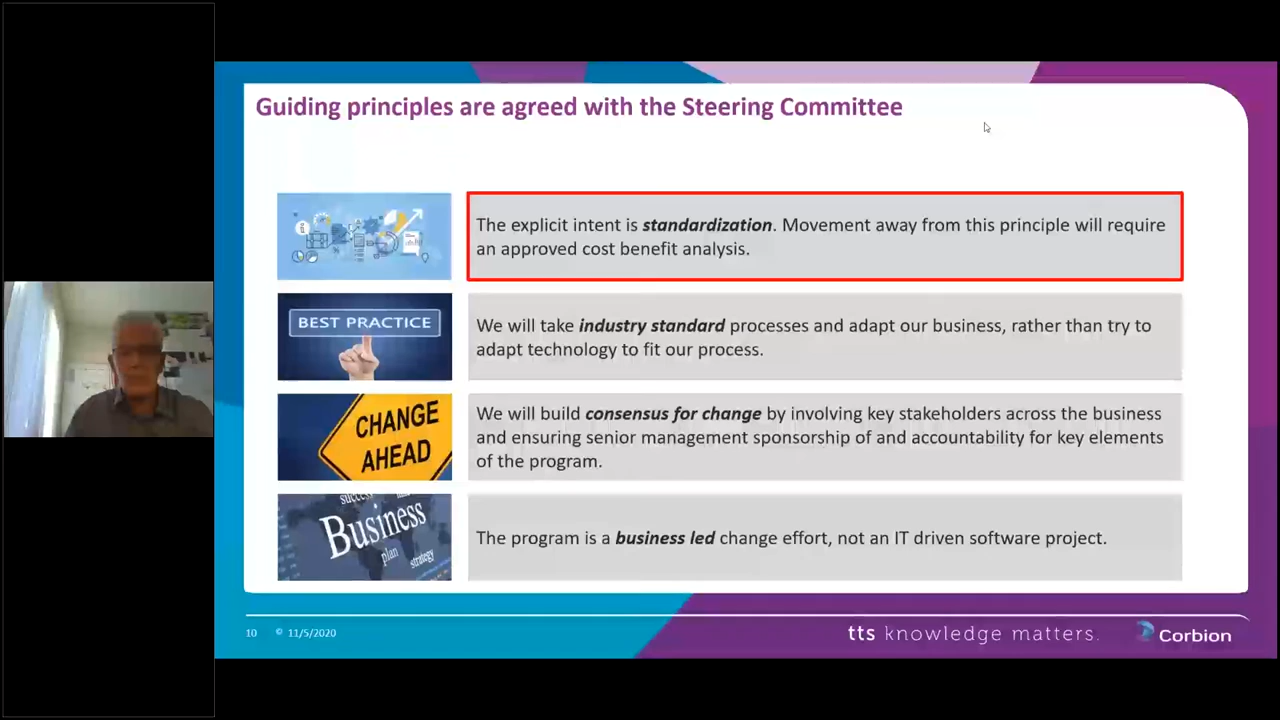 Guiding principles are agreed with the Steering Committee
The explicit intent is standardization. Movement away from this principle will require
an approved cost benefit analysis.
BEST PRACTICE
We will take industry standard processes and adapt our business, rather than try to
adapt technology to fit our process.
CHANGE
AHEAD
We will build consensus for change by involving key stakeholders across the business
and ensuring senior management sponsorship of and accountability for key elements
of the program.
success
Business
plan
strategy
The program is a business led change effort, not an IT driven software project.
10 © 11/5/2020
tts knowledge matters.
Corbion